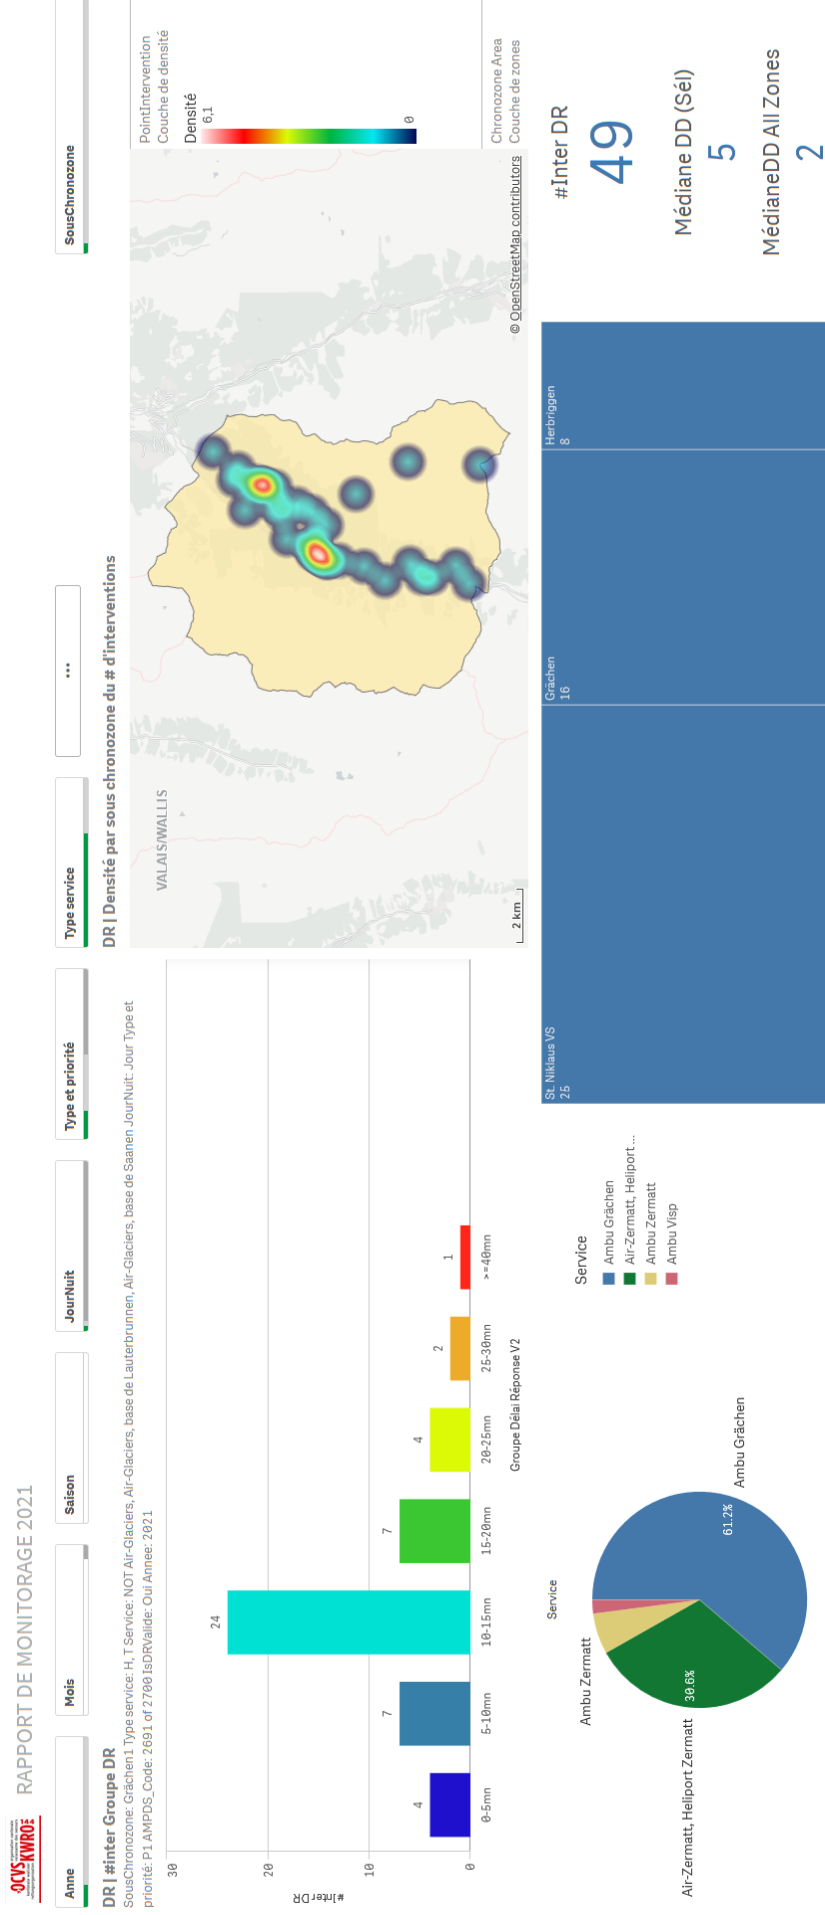 OCVS
KWRO
RAPPORT DE MONITORAGE 2021
Anne
Mois
Saison
JourNuit
Type et priorité
Type service
•••
SousChronozone
DR | #inter Groupe DR
SousChronozone: Grächen1 Type service: H, T Service: NOT Air-Glaciers, Air-Glaciers, base de Lauterbrunnen, Air-Glaciers, base de Saanen JourNuit: Jour Type et
priorité: P1 AMPDS_Code: 2691 of 2700 IsDRValide: Oui Annee: 2021
#Inter DR
30
20
10
0
4
7
24
7
4
2
1
0-5mn
5-10mn
10-15mn
15-20mn
20-25mn
25-30mn
>=40mn
Groupe Délai Réponse V2
DR | Densité par sous chronozone du # d'interventions
VALAIS/WALLIS
2 km
© OpenStreetMap contributors
PointIntervention
Couche de densité
Densité
6,1
0
Chronozone Area
Couche de zones
Service
Ambu Zermatt
Air-Zermatt, Heliport Zermatt
30.6%
61.2%
Ambu Grächen
Service
Ambu Grächen
Air-Zermatt, Heliport ...
Ambu Zermatt
Ambu Visp
St. Niklaus VS
25
Grächen
16
Herbriggen
8
#Inter DR
49
Médiane DD (Sél)
5
MédianeDD All Zones
2